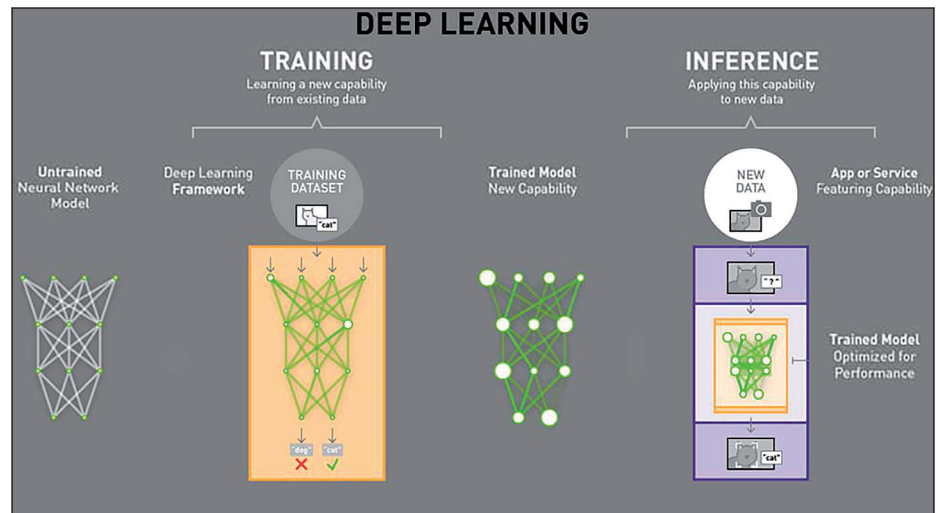 DEEP LEARNING
TRAINING
Learning a new capability
from existing data
INFERENCE
Applying this capability
to new data
Untrained
Neural Network
Model
Deep Learning
Framework
TRAINING
DATASET
"cat"
Trained Model
New Capability
NEW
DATA
App or Service
Featuring Capability
"?"
Trained Model
Optimized for
Performance
"dog"
"cat"
"cat"